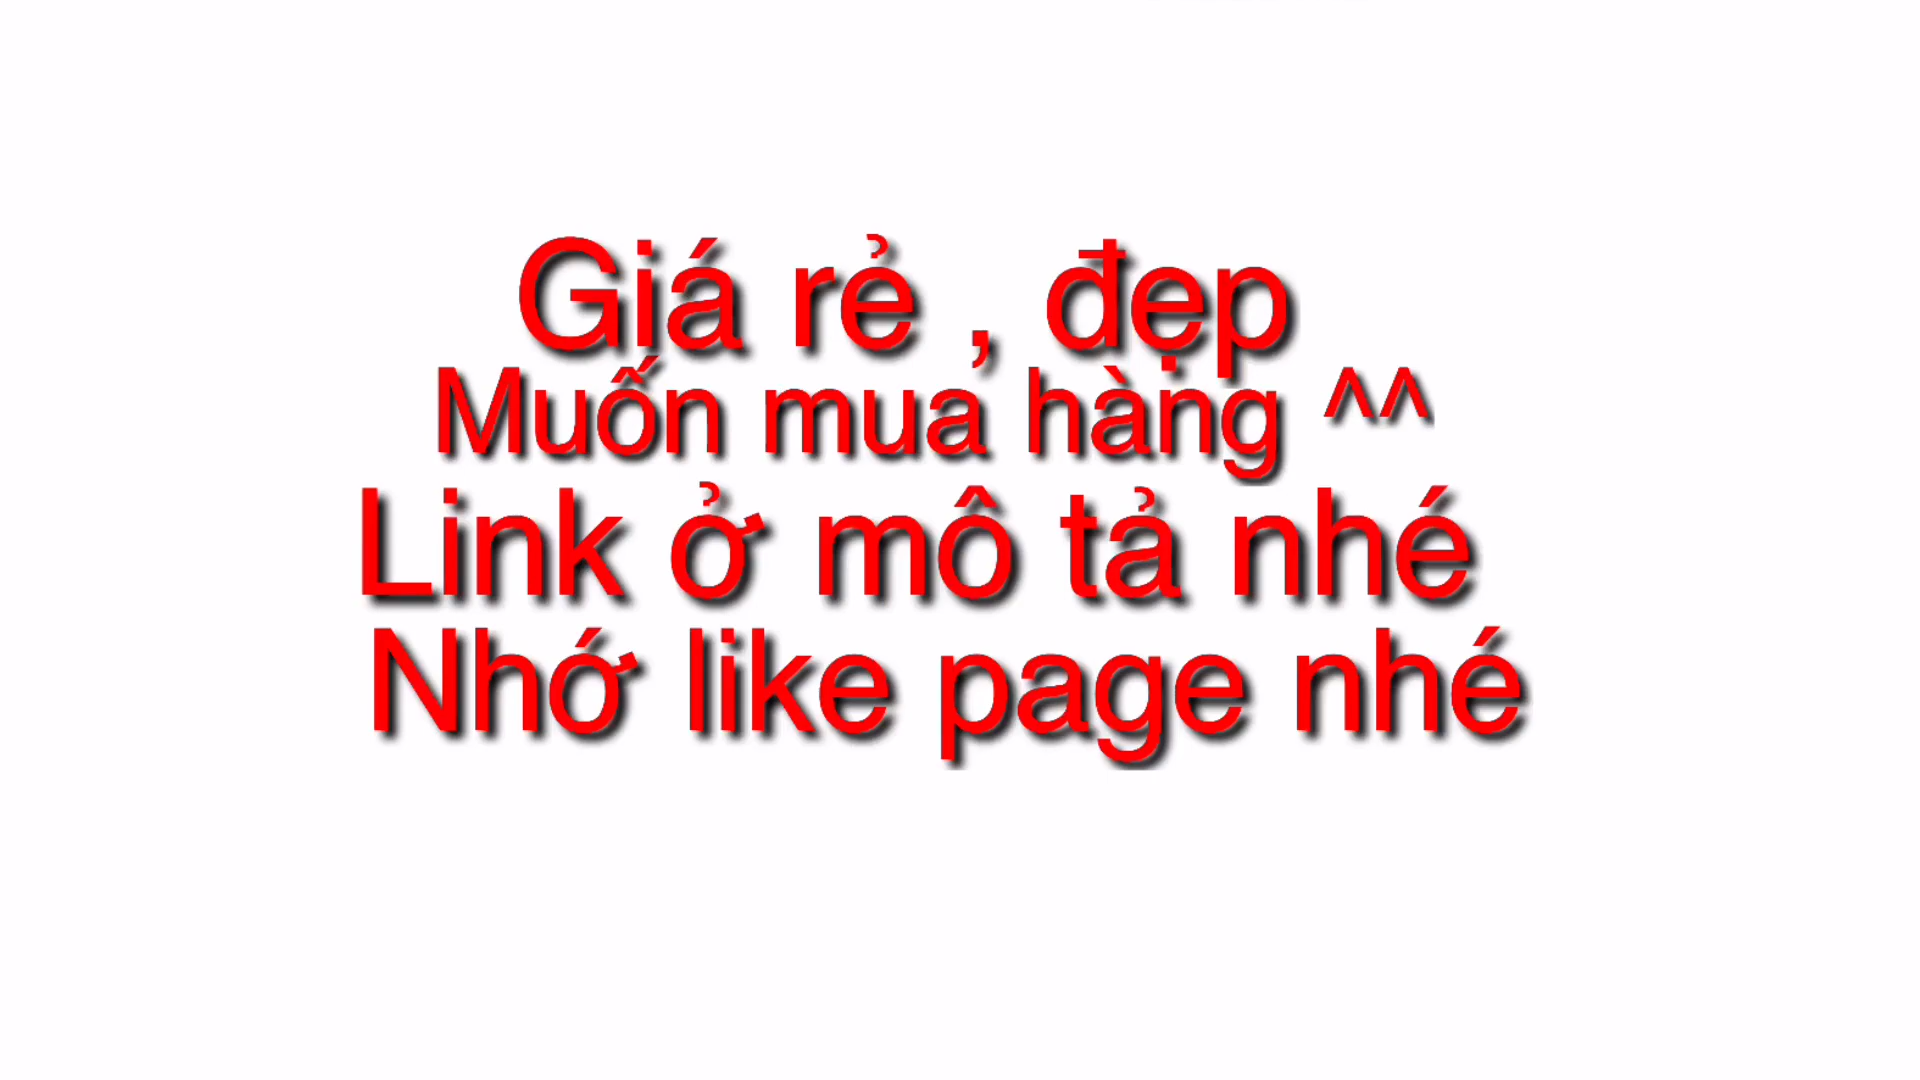 Giá rẻ , đẹp
Muốn mua hàng ^^
Link ở mô tả nhé
Nhớ like page nhé